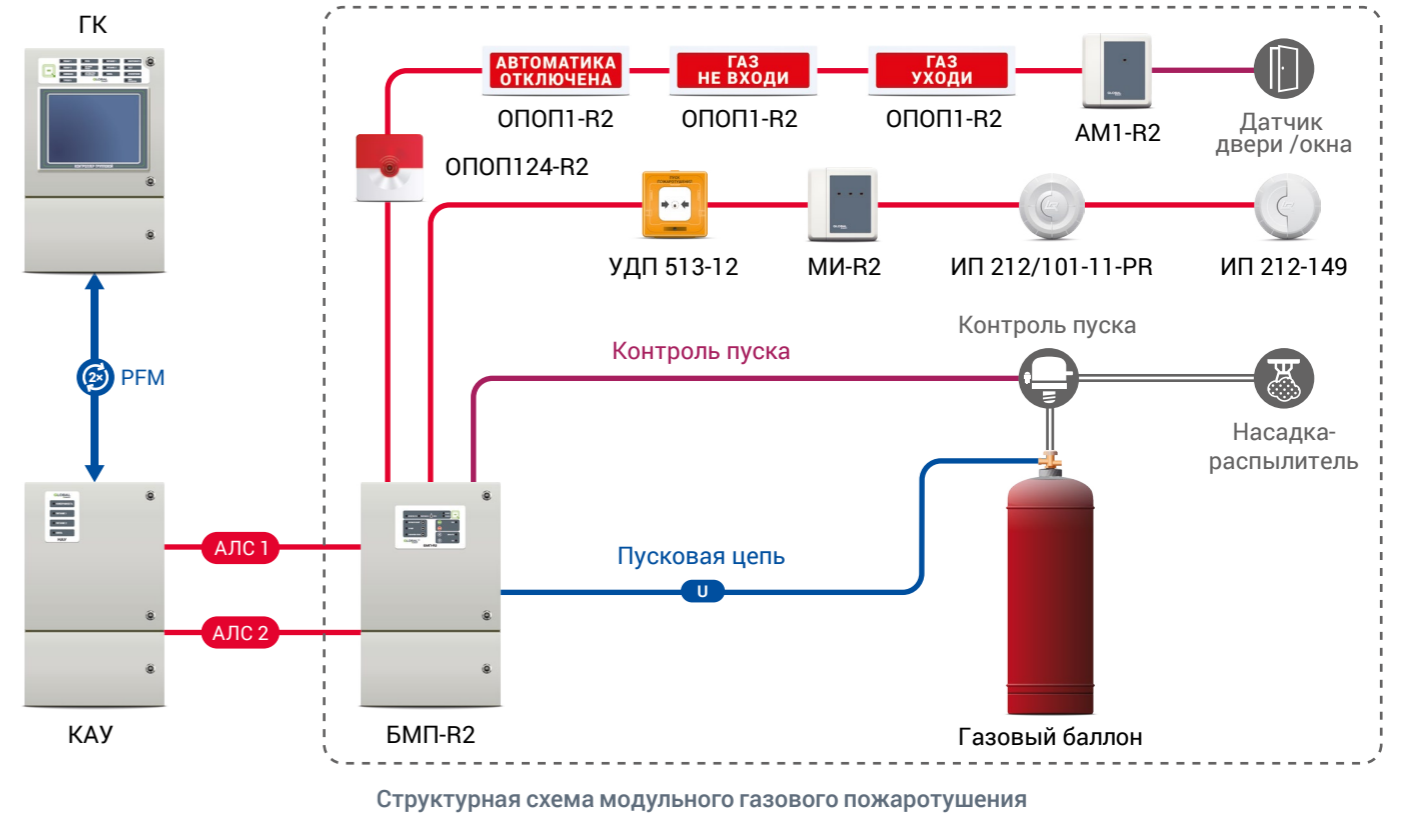 ГК
АВТОМАТИКА
ОТКЛЮЧЕНА
ГАЗ
НЕ ВХОДИ
ГАЗ
УХОДИ
ОПОП1-R2
ОПОП1-R2
ОПОП1-R2
АМ1-R2
Датчик
двери /окна
ОПОП124-R2
УДП 513-12
МИ-R2
ИП 212/101-11-PR
ИП 212-149
Контроль пуска
Контроль пуска
2x
PFM
Насадка-
распылитель
АЛС 1
Пусковая цепь
U
АЛС 2
КАУ
БМП-R2
Газовый баллон
Структурная схема модульного газового пожаротушения